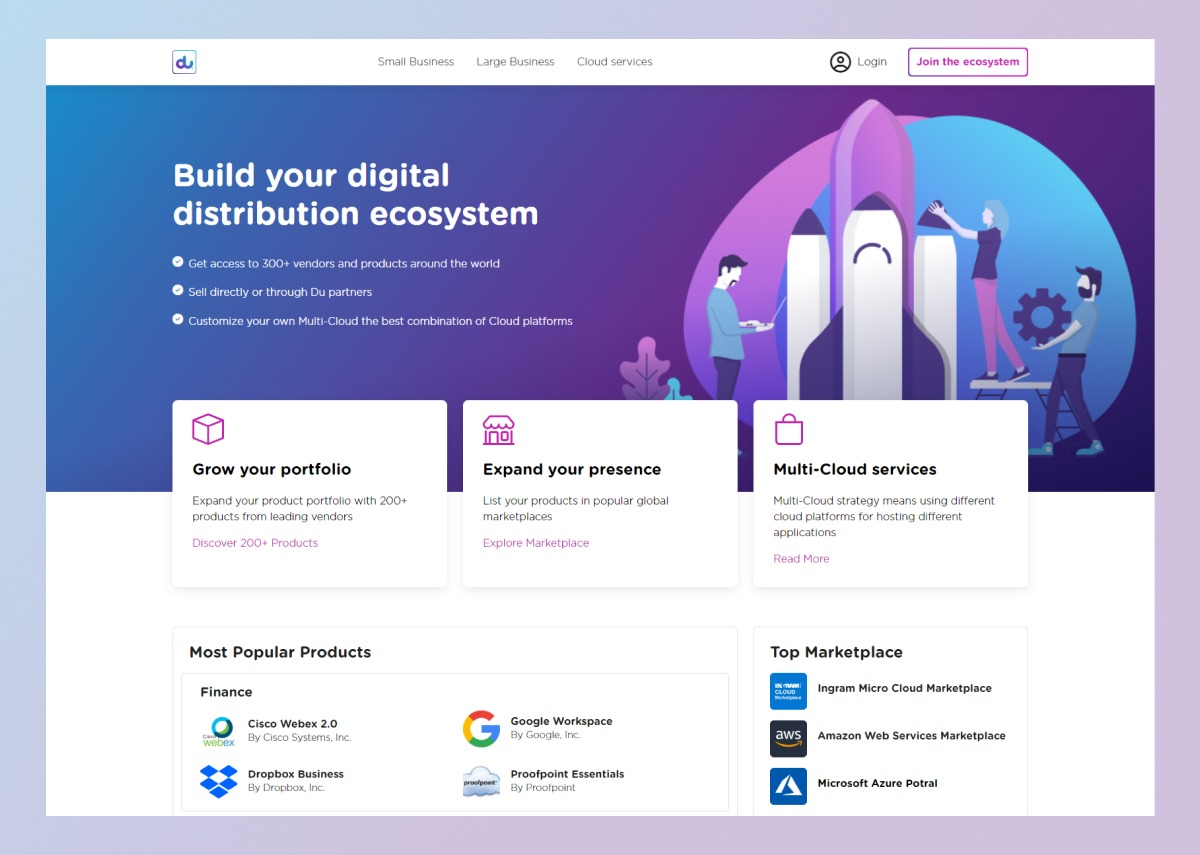 du
Small Business
Large Business
Cloud services
Login
Join the ecosystem
Build your digital
distribution ecosystem
Get access to 300+ vendors and products around the world
Sell directly or through Du partners
Customize your own Multi-Cloud the best combination of Cloud platforms
Grow your portfolio
Expand your product portfolio with 200+
products from leading vendors
Discover 200+ Products
Expand your presence
List your products in popular global
marketplaces
Explore Marketplace
Multi-Cloud services
Multi-Cloud strategy means using different
cloud platforms for hosting different
applications
Read More
Most Popular Products
Finance
Cisco
webex
Cisco Webex 2.0
By Cisco Systems, Inc.
Google Workspace
By Google, Inc.
Dropbox Business
By Dropbox, Inc.
proofpoint
Proofpoint Essentials
By Proofpoint
Top Marketplace
INGRAM
CLOUD
Marketplace
Ingram Micro Cloud Marketplace
aws
Amazon Web Services Marketplace
Microsoft Azure Potral